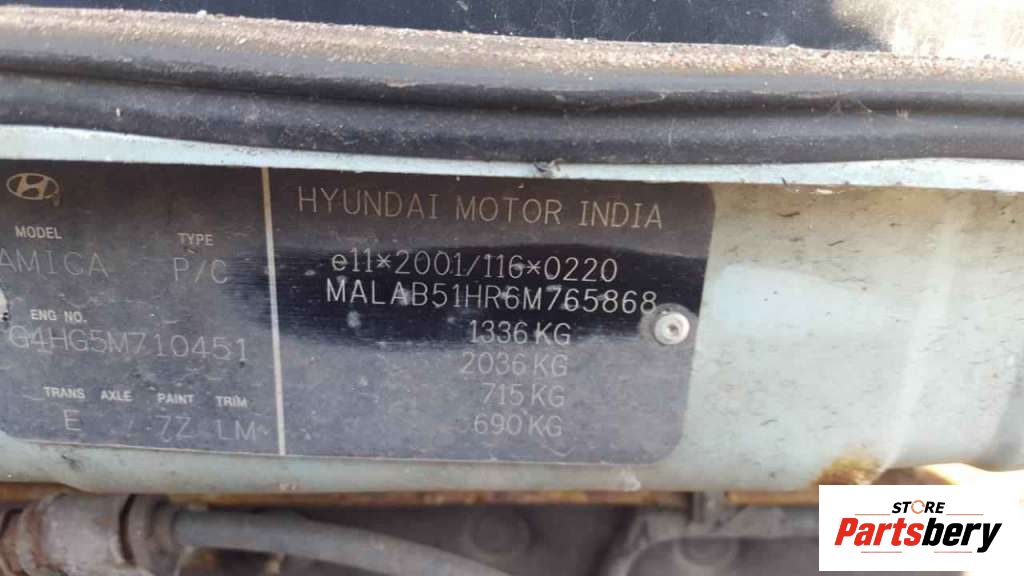 MODEL TYPE
AMICA P/C
ENG NO.
G4HG5M710451
TRANS AXLE PAINT TRIM
E 7Z LM
HYUNDAI MOTOR INDIA
e11*2001/116*0220
MALAB51HR6M765868
1336 KG
2036 KG
715 KG
690 KG
STORE
Partsbery